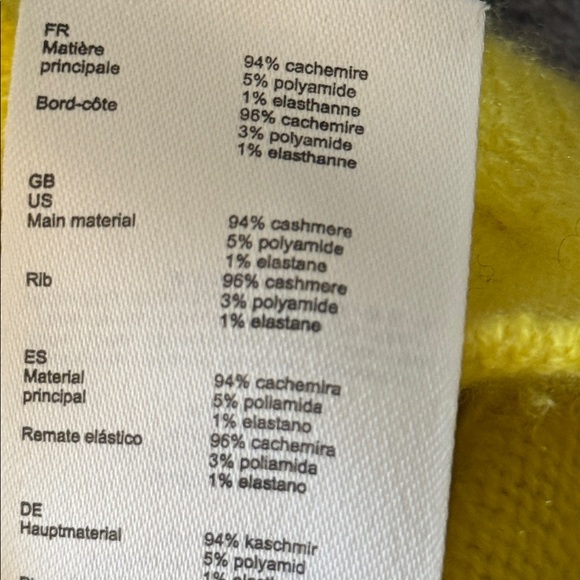 FR
Matière 94% cachemire
principale 5% polyamide
1% elasthanne
Bord-côte 96% cachemire
3% polyamide
1% elasthanne
GB
US
Main material 94% cashmere
5% polyamide
1% elastane
Rib 96% cashmere
3% polyamide
1% elastane
ES
Material 94% cachemira
principal 5% poliamida
1% elastano
Remate elástico 96% cachemira
3% poliamida
1% elastano
DE
Hauptmaterial 94% kaschmir
5% polyamid